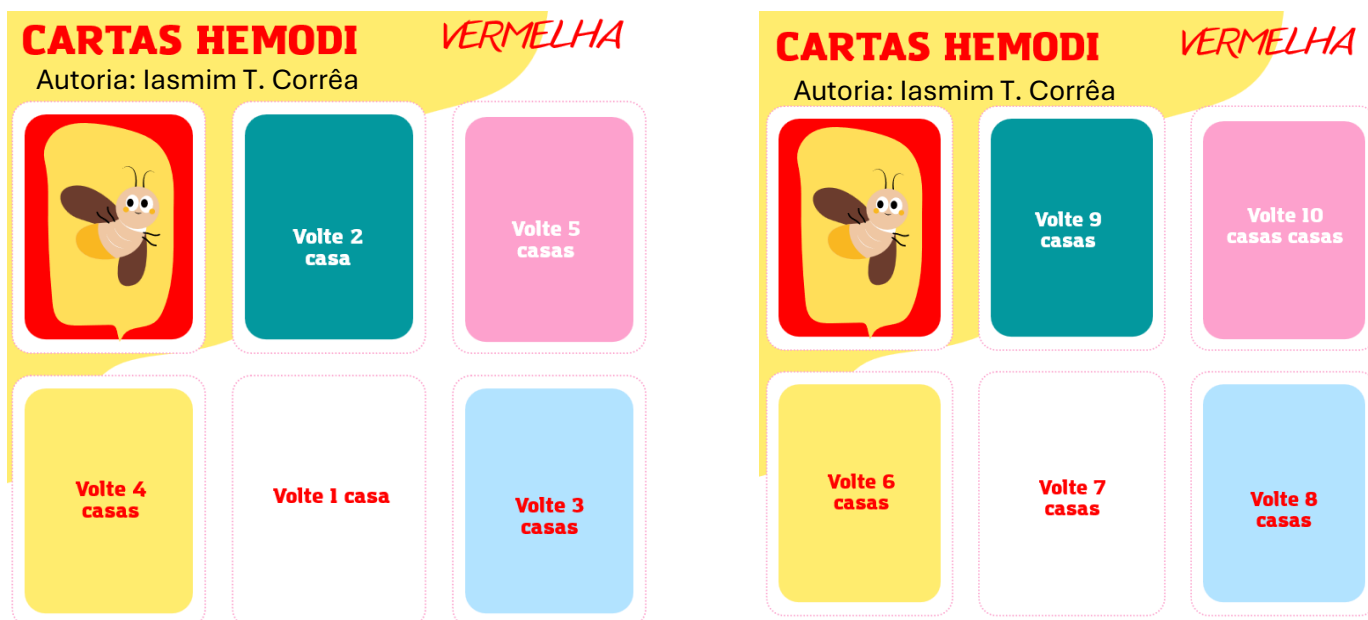 CARTAS HEMODI
VERMELHA
Autoria: Iasmim T. Corrêa
Volte 2
casa
Volte 5
casas
Volte 4
casas
Volte 1 casa
Volte 3
casas
CARTAS HEMODI
VERMELHA
Autoria: Iasmim T. Corrêa
Volte 9
casas
Volte 10
casas casas
Volte 6
casas
Volte 7
casas
Volte 8
casas